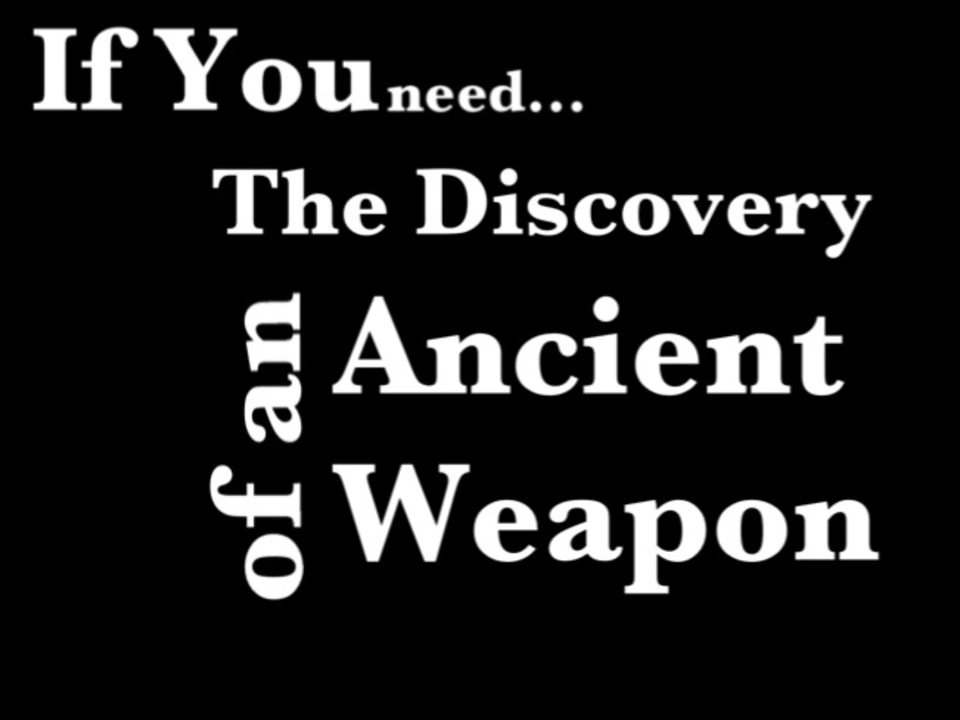 If You need...
The Discovery
of an
Ancient
Weapon